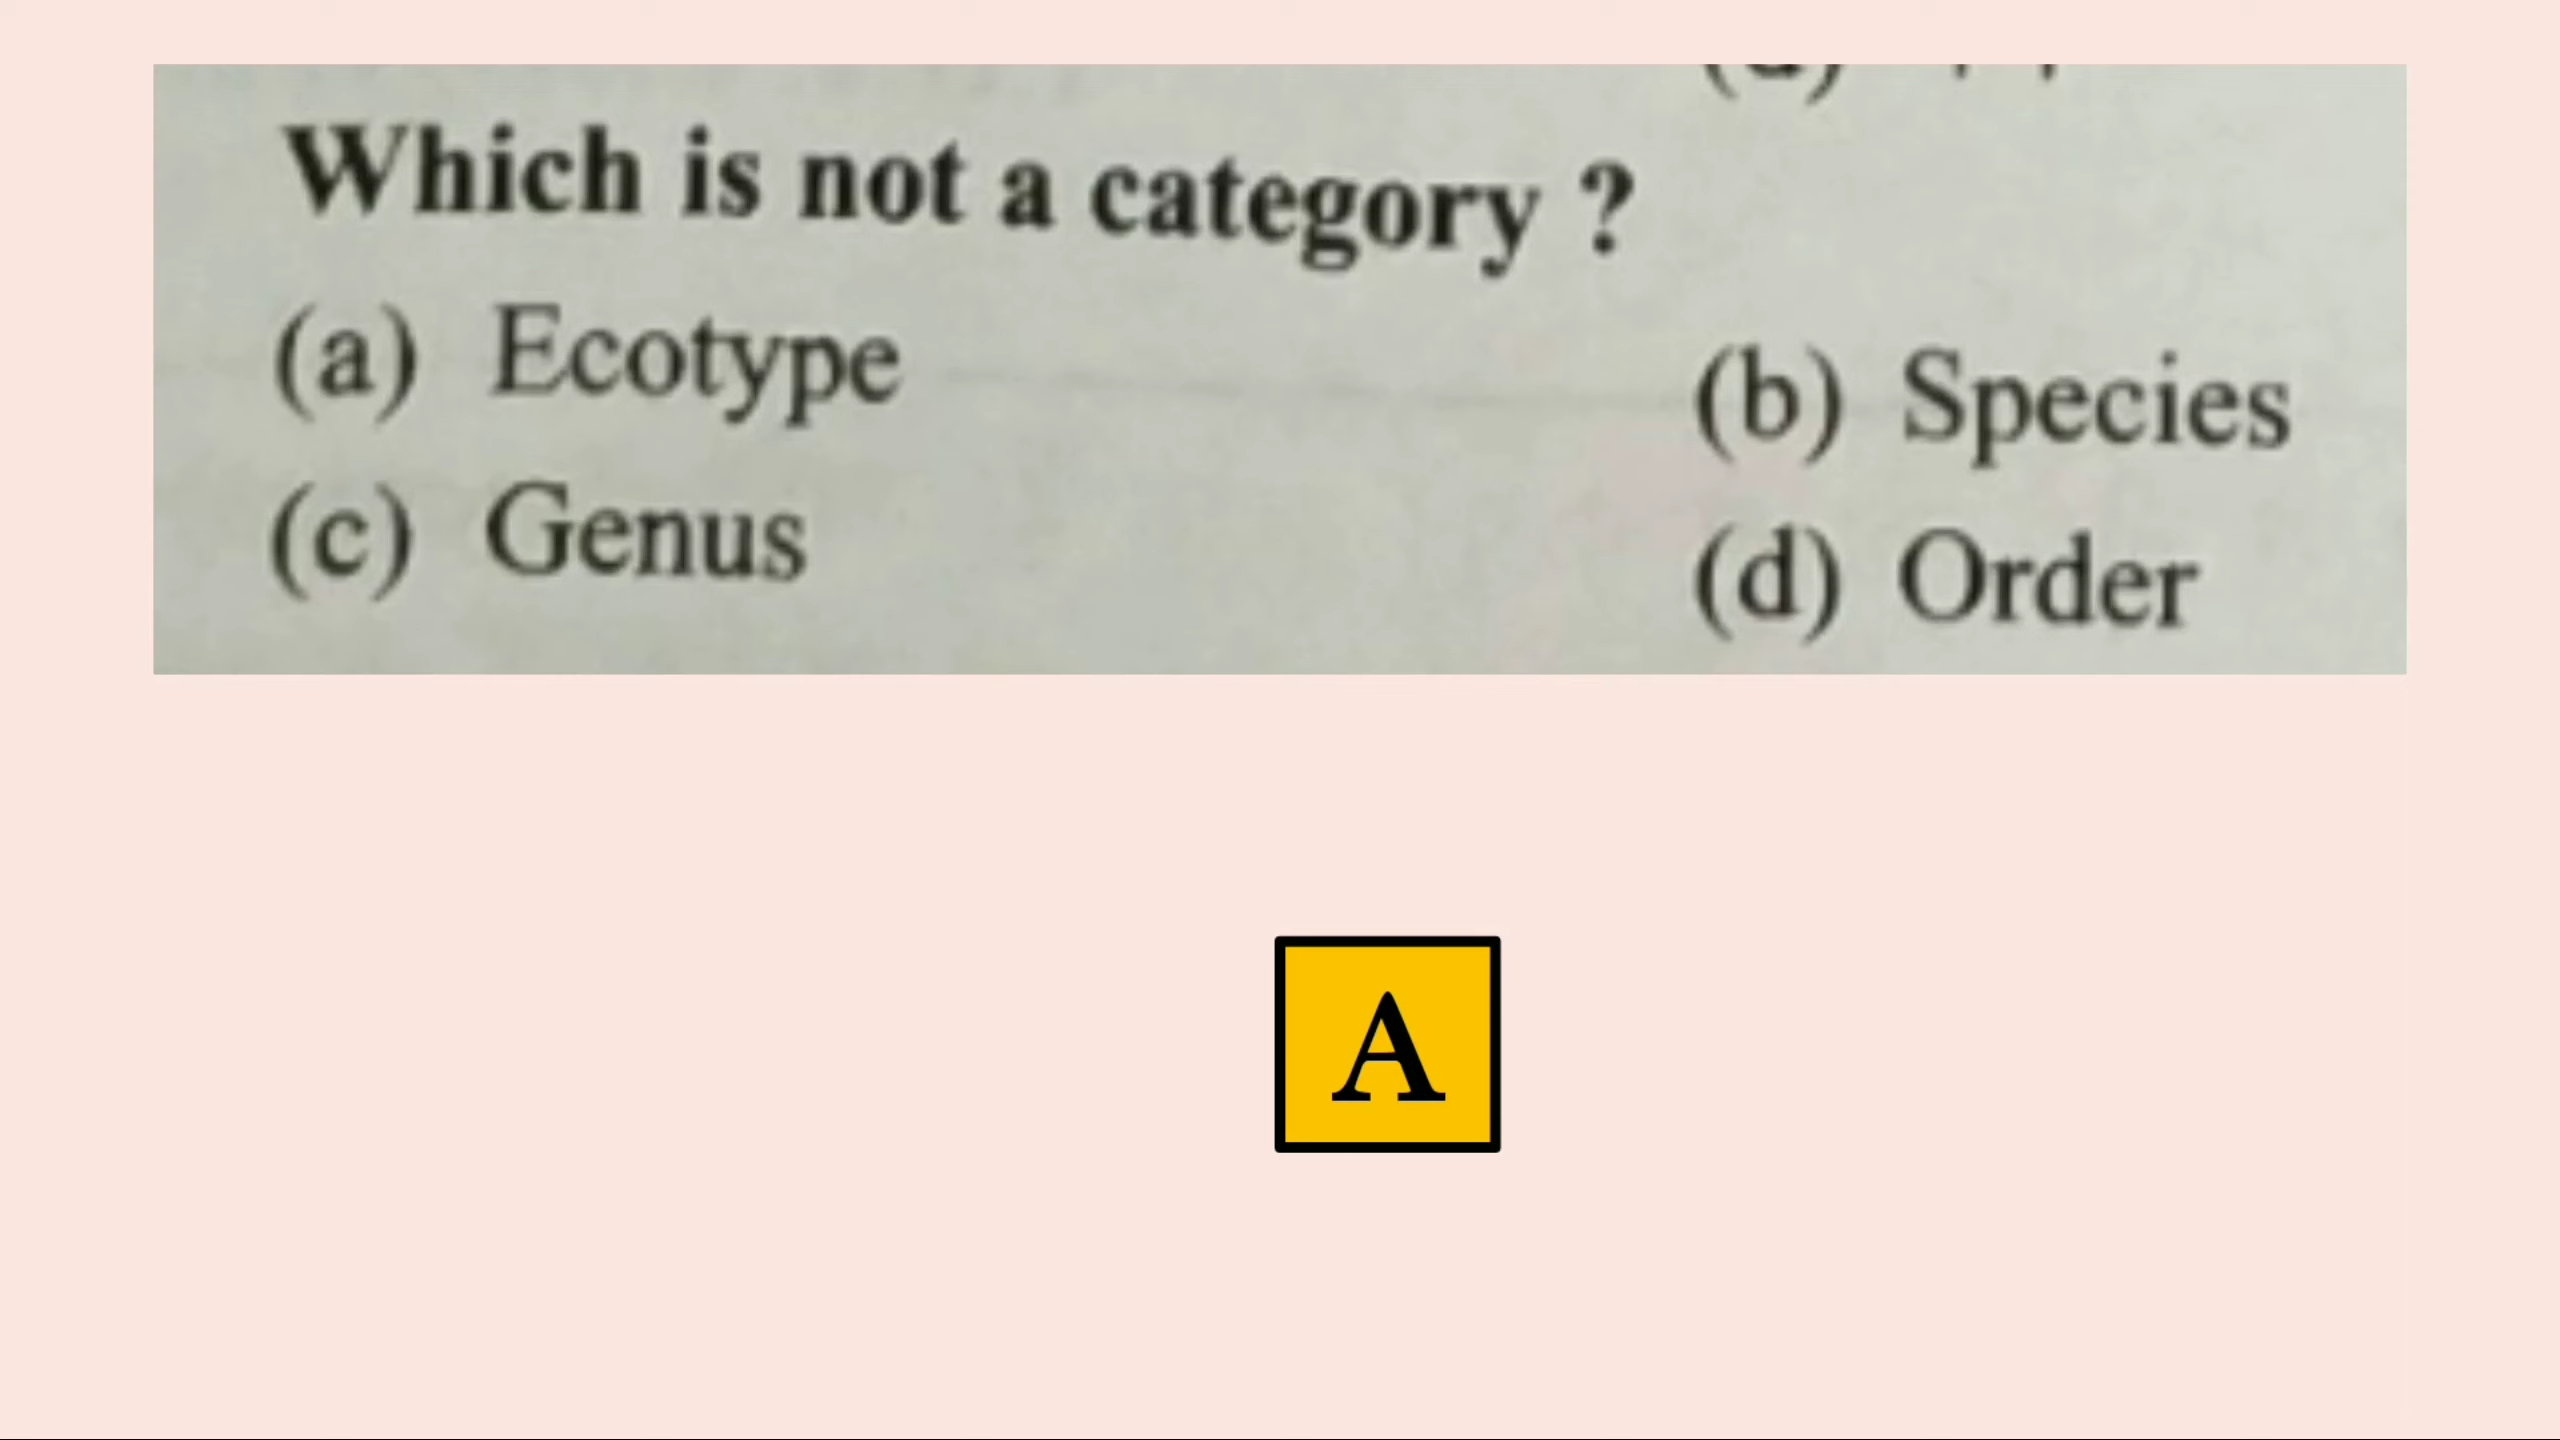 Which is not a category ?
(a) Ecotype
(b) Species
(c) Genus
(d) Order
A